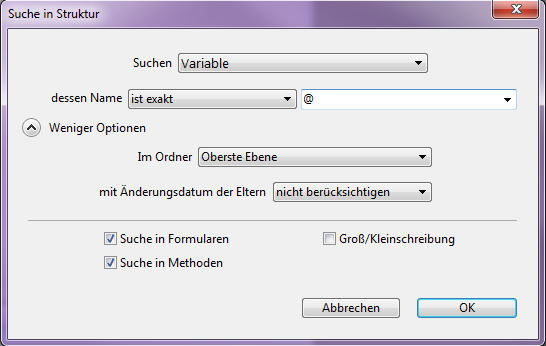 Suche in Struktur
Suchen Variable
dessen Name ist exakt @
Weniger Optionen
Im Ordner Oberste Ebene
mit Änderungsdatum der Eltern nicht berücksichtigen
Suche in Formularen Groß/Kleinschreibung
Suche in Methoden
Abbrechen OK